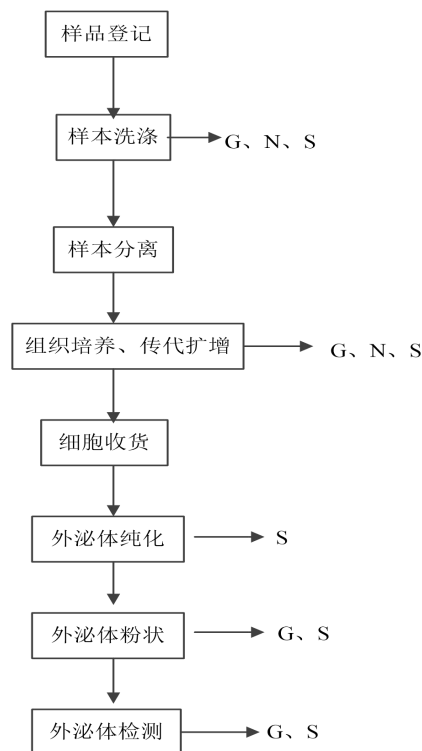 样品登记
样本洗涤
G、N、S
样本分离
组织培养、传代扩增
G、N、S
细胞收货
外泌体纯化
S
外泌体粉状
G、S
外泌体检测
G、S